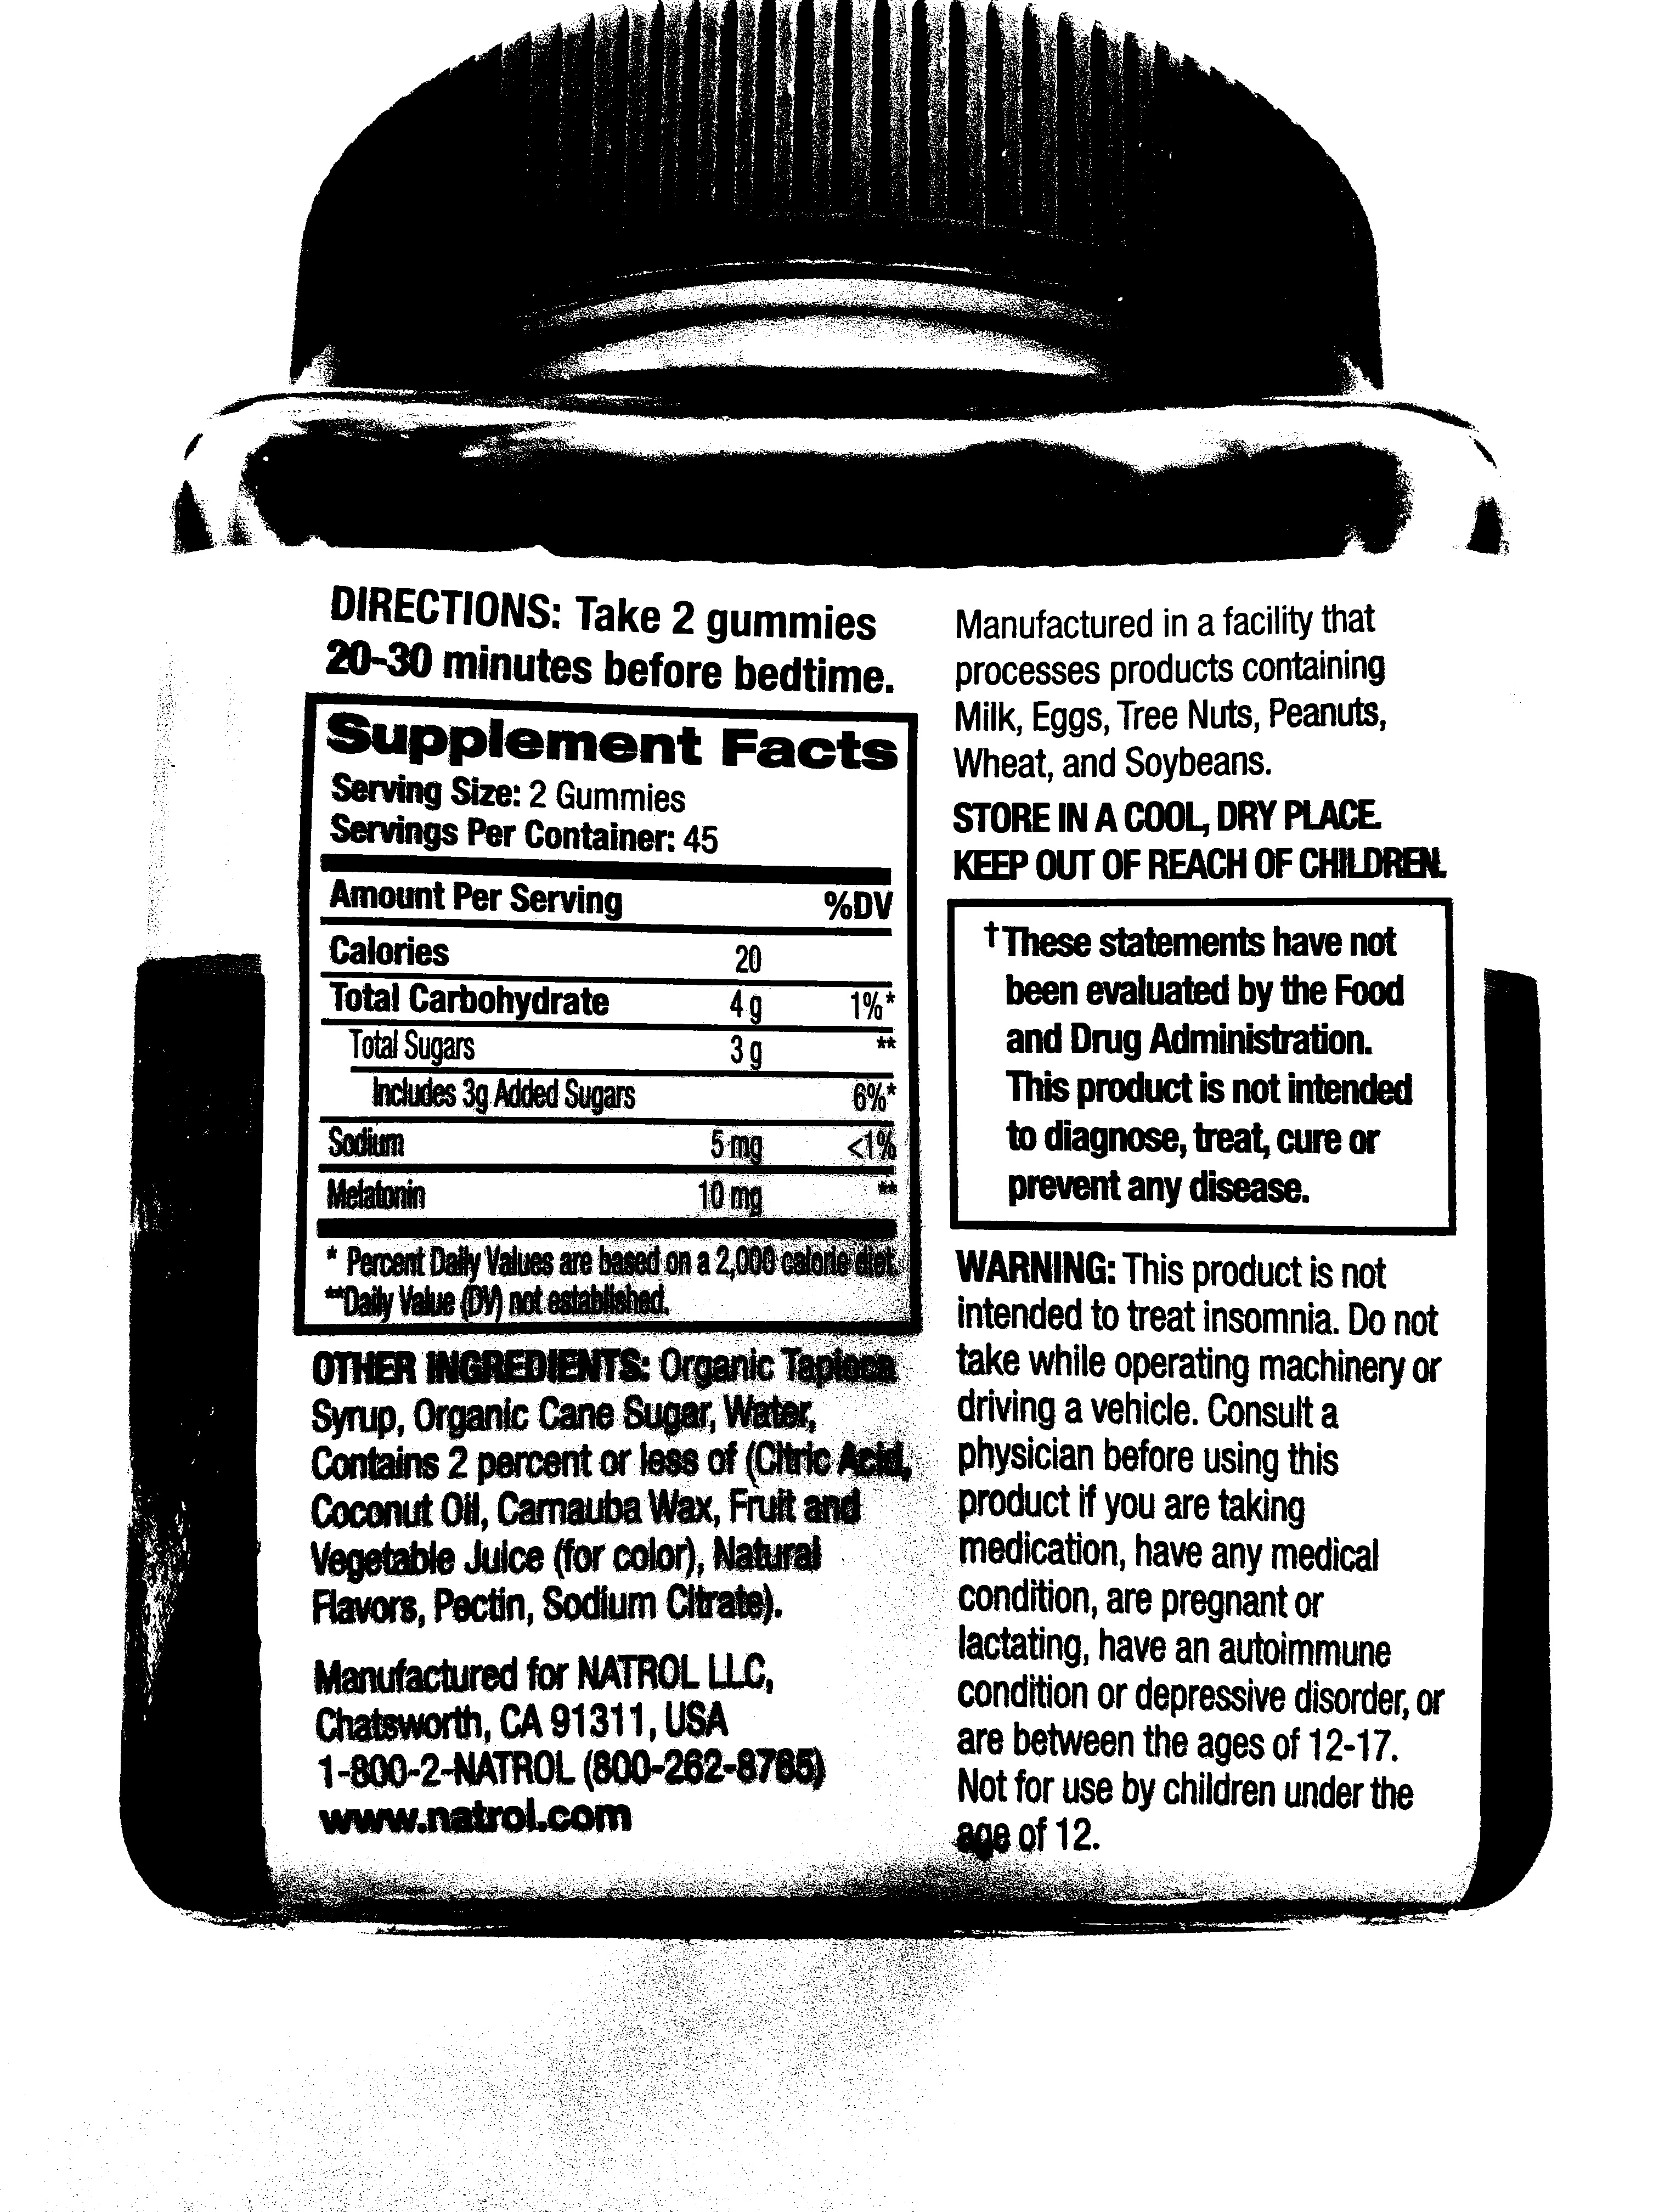 DIRECTIONS: Take 2 gummies
20-30 minutes before bedtime.
Supplement Facts
Serving Size: 2 Gummies
Servings Per Container: 45
Amount Per Serving %DV
Calories 20
Total Carbohydrate 4 g 1%*
Total Sugars 3 g **
Includes 3g Added Sugars 6%*
Sodium 5 mg <1%
Melatonin 10 mg **
* Percent Daily Values are based on a 2,000 calorie diet.
**Daily Value (DV) not established.
OTHER INGREDIENTS: Organic Tapioca
Syrup, Organic Cane Sugar, Water,
Contains 2 percent or less of (Citric Acid,
Coconut Oil, Carnauba Wax, Fruit and
Vegetable Juice (for color), Natural
Flavors, Pectin, Sodium Citrate).
Manufactured for NATROL LLC,
Chatsworth, CA 91311, USA
1-800-2-NATROL (800-262-8765)
www.natrol.com
Manufactured in a facility that
processes products containing
Milk, Eggs, Tree Nuts, Peanuts,
Wheat, and Soybeans.
STORE IN A COOL, DRY PLACE.
KEEP OUT OF REACH OF CHILDREN.
†These statements have not
been evaluated by the Food
and Drug Administration.
This product is not intended
to diagnose, treat, cure or
prevent any disease.
WARNING: This product is not
intended to treat insomnia. Do not
take while operating machinery or
driving a vehicle. Consult a
physician before using this
product if you are taking
medication, have any medical
condition, are pregnant or
lactating, have an autoimmune
condition or depressive disorder, or
are between the ages of 12-17.
Not for use by children under the
age of 12.